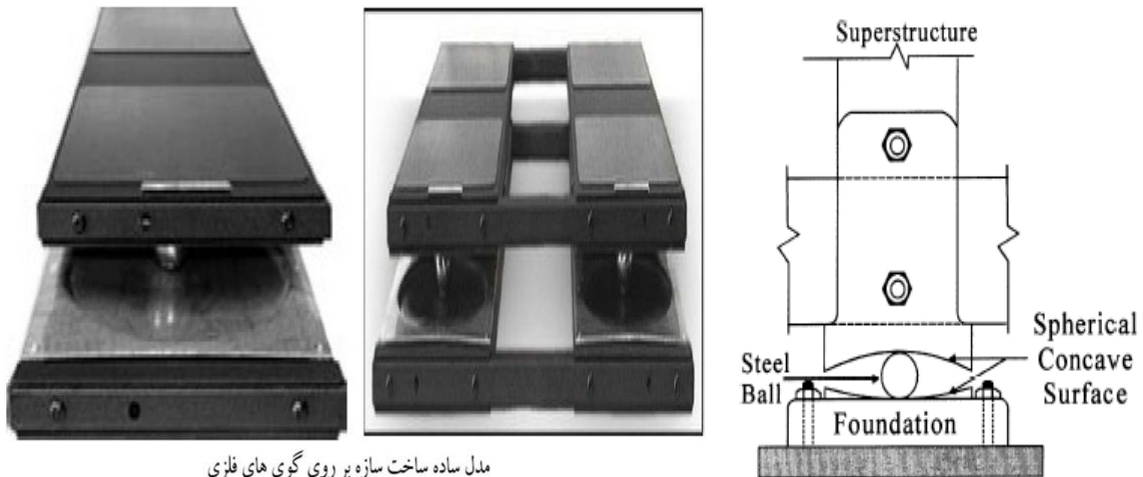 Superstructure
Steel
Ball
Spherical
Concave
Surface
Foundation
مدل ساده ساخت سازه بر روی گوی های فلزی